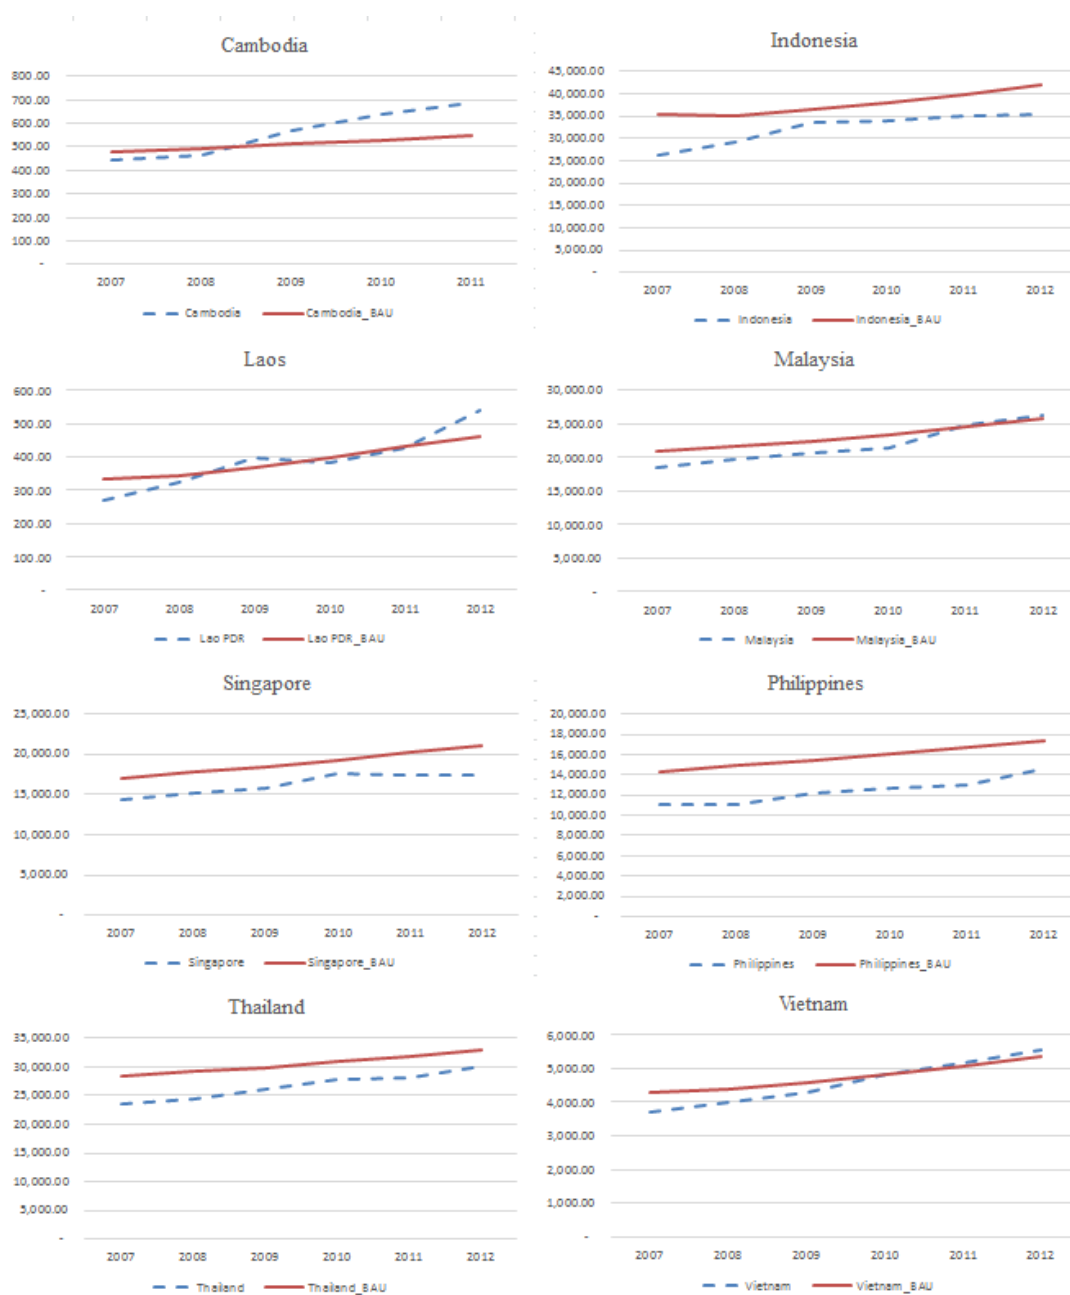 Cambodia
800.00
700.00
600.00
500.00
400.00
300.00
200.00
100.00
-
2007 2008 2009 2010 2011
Cambodia Cambodia_BAU
Indonesia
45,000.00
40,000.00
35,000.00
30,000.00
25,000.00
20,000.00
15,000.00
10,000.00
5,000.00
-
2007 2008 2009 2010 2011 2012
Indonesia Indonesia_BAU
Laos
600.00
500.00
400.00
300.00
200.00
100.00
-
2007 2008 2009 2010 2011 2012
Lao PDR Lao PDR_BAU
Malaysia
30,000.00
25,000.00
20,000.00
15,000.00
10,000.00
5,000.00
-
2007 2008 2009 2010 2011 2012
Malaysia Malaysia_BAU
Singapore
25,000.00
20,000.00
15,000.00
10,000.00
5,000.00
-
2007 2008 2009 2010 2011 2012
Singapore Singapore_BAU
Philippines
20,000.00
18,000.00
16,000.00
14,000.00
12,000.00
10,000.00
8,000.00
6,000.00
4,000.00
2,000.00
-
2007 2008 2009 2010 2011 2012
Philippines Philippines_BAU
Thailand
35,000.00
30,000.00
25,000.00
20,000.00
15,000.00
10,000.00
5,000.00
-
2007 2008 2009 2010 2011 2012
Thailand Thailand_BAU
Vietnam
6,000.00
5,000.00
4,000.00
3,000.00
2,000.00
1,000.00
-
2007 2008 2009 2010 2011 2012
Vietnam Vietnam_BAU